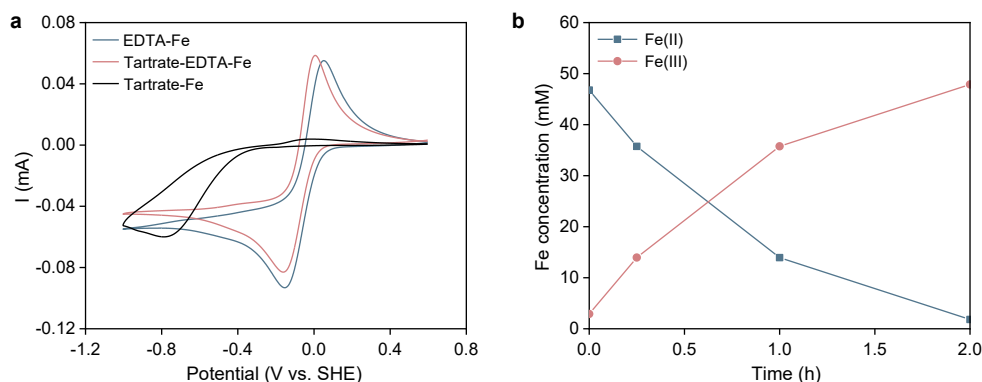 a
0.08
0.04
0.00
-0.04
-0.08
-0.12
I (mA)
EDTA-Fe
Tartrate-EDTA-Fe
Tartrate-Fe
-1.2
-0.8
-0.4
0.0
0.4
0.8
Potential (V vs. SHE)
b
60
50
40
30
20
10
0
Fe concentration (mM)
Fe(II)
Fe(III)
0.0
0.5
1.0
1.5
2.0
Time (h)